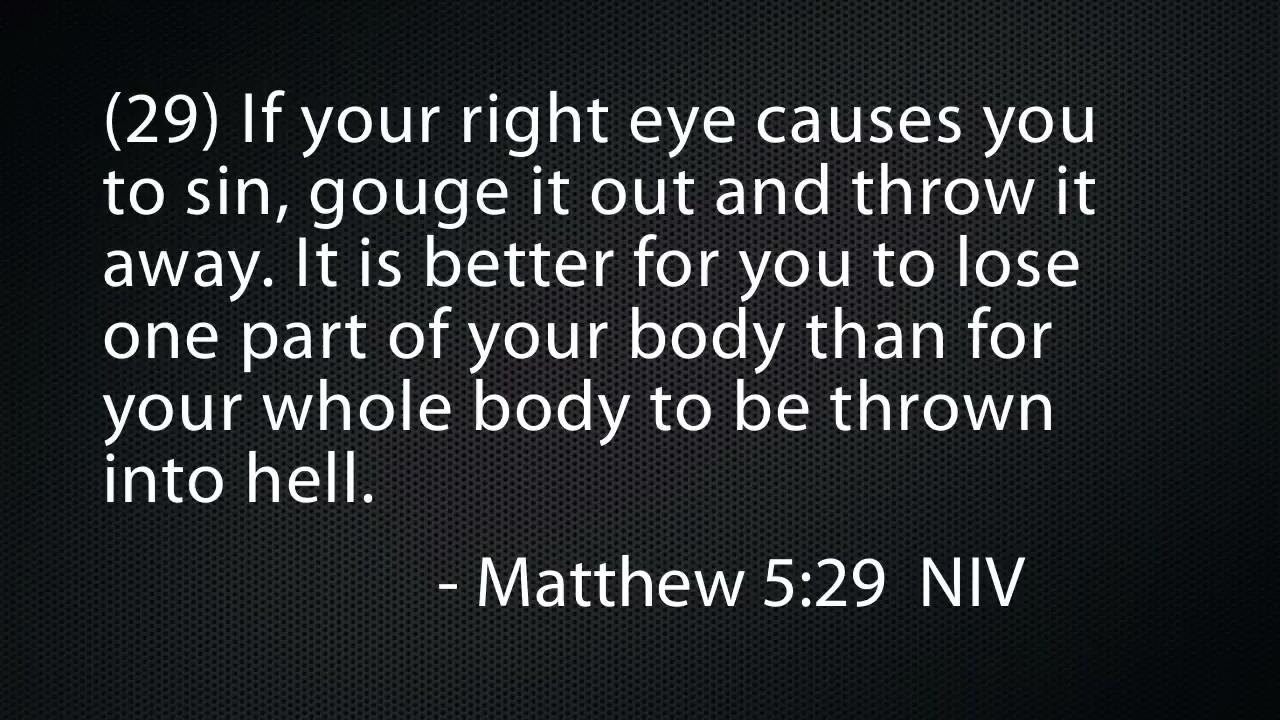 (29) If your right eye causes you
to sin, gouge it out and throw it
away. It is better for you to lose
one part of your body than for
your whole body to be thrown
into hell.
- Matthew 5:29  NIV